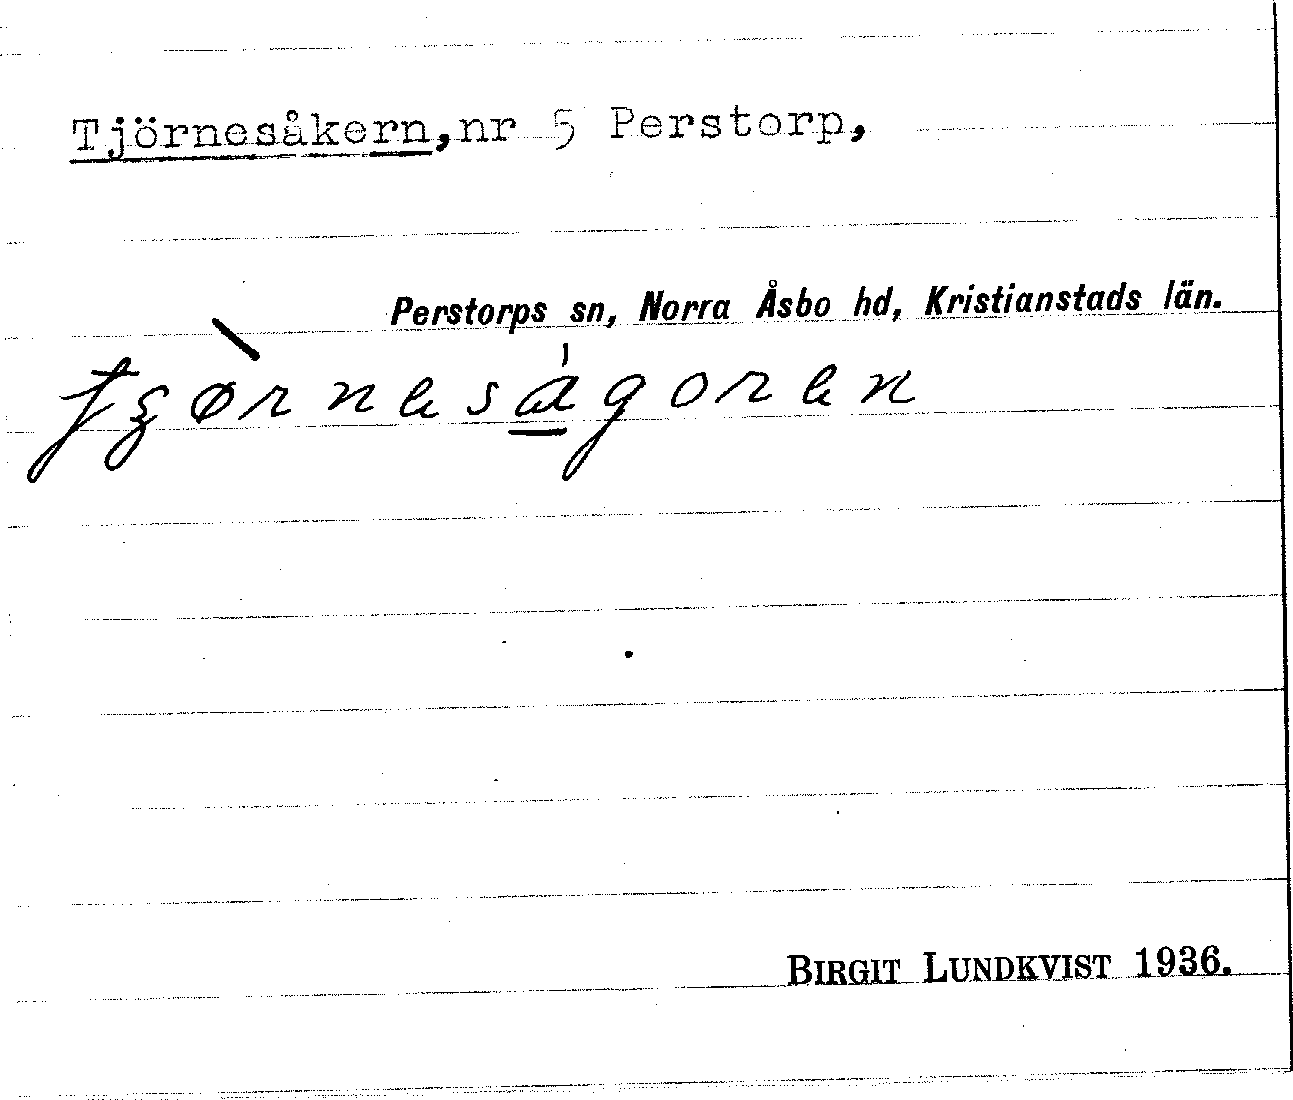 Tjörnesåkern, nr 5 Perstorp,
Perstorps sn, Norra Åsbo hd, Kristianstads län.
BIRGIT LUNDKVIST 1936.